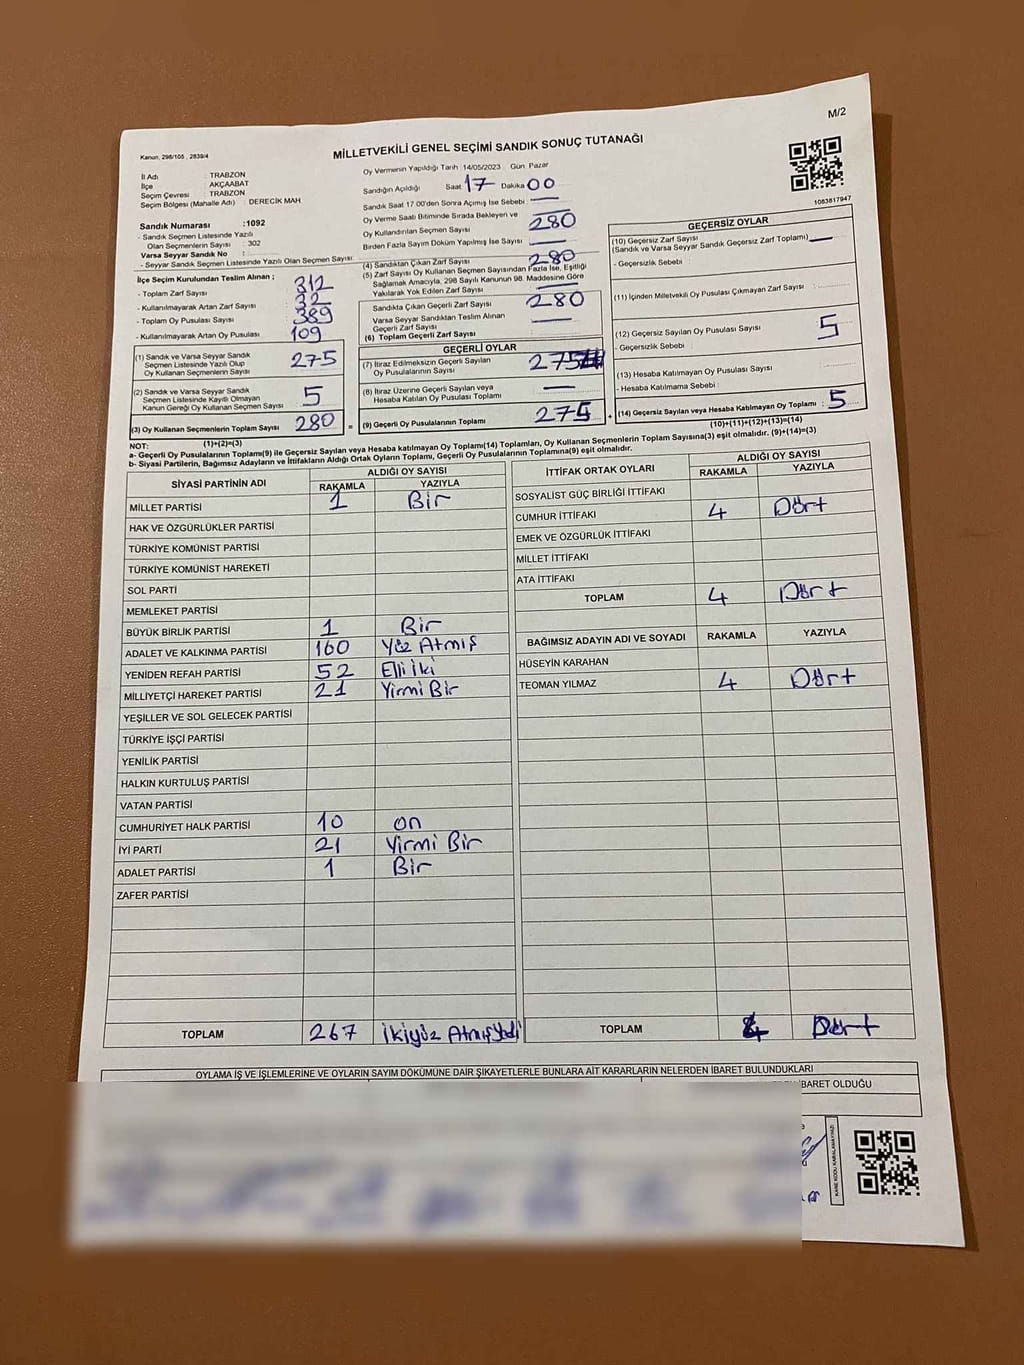 M/2
Kanun, 298/105 , 2839/4
MİLLETVEKİLİ GENEL SEÇİMİ SANDIK SONUÇ TUTANAĞI
İl Adı : TRABZON
İlçe : AKÇAABAT
Seçim Çevresi : TRABZON
Seçim Bölgesi (Mahalle Adı) : DERECİK MAH
Sandık Numarası :1092
- Sandık Seçmen Listesinde Yazılı
Olan Seçmenlerin Sayısı : 302
Varsa Seyyar Sandık No :
- Seyyar Sandık Seçmen Listesinde Yazılı Olan Seçmen Sayısı:
İlçe Seçim Kurulundan Teslim Alınan ;
- Toplam Zarf Sayısı : 312
- Kullanılmayarak Artan Zarf Sayısı : 32
- Toplam Oy Pusulası Sayısı : 389
- Kullanılmayarak Artan Oy Pusulası : 109
(1) Sandık ve Varsa Seyyar Sandık
Seçmen Listesinde Yazılı Olup
Oy Kullanan Seçmenlerin Sayısı : 275
(2) Sandık ve Varsa Seyyar Sandık
Seçmen Listesinde Kayıtlı Olmayan
Kanun Gereği Oy Kullanan Seçmen Sayısı : 5
(3) Oy Kullanan Seçmenlerin Toplam Sayısı : 280
Oy Vermenin Yapıldığı Tarih : 14/05/2023 Gün: Pazar
Sandığın Açıldığı Saat 17 Dakika 00
Sandık Saat 17 00'den Sonra Açılmış İse Sebebi : —
Oy Verme Saati Bitiminde Sırada Bekleyen ve
Oy Kullandırılan Seçmen Sayısı : 280
Birden Fazla Sayım Döküm Yapılmış İse Sayısı : —
(4) Sandıktan Çıkan Zarf Sayısı : 280
(5) Zarf Sayısı Oy Kullanan Seçmen Sayısından Fazla İse, Eşitliği
Sağlamak Amacıyla, 298 Sayılı Kanunun 98. Maddesine Göre
Yakılarak Yok Edilen Zarf Sayısı : —
Sandıkta Çıkan Geçerli Zarf Sayısı : 280
Varsa Seyyar Sandıktan Teslim Alınan
Geçerli Zarf Sayısı : —
(6) Toplam Geçerli Zarf Sayısı :
GEÇERLİ OYLAR
(7) İtiraz Edilmeksizin Geçerli Sayılan
Oy Pusulalarının Sayısı : 275
(8) İtiraz Üzerine Geçerli Sayılan veya
Hesaba Katılan Oy Pusulası Toplamı : —
= (9) Geçerli Oy Pusulalarının Toplamı : 275 +
1083817947
GEÇERSİZ OYLAR
(10) Geçersiz Zarf Sayısı
(Sandık ve Varsa Seyyar Sandık Geçersiz Zarf Toplamı) —
- Geçersizlik Sebebi :
(11) İçinden Milletvekili Oy Pusulası Çıkmayan Zarf Sayısı :
(12) Geçersiz Sayılan Oy Pusulası Sayısı : 5
- Geçersizlik Sebebi :
(13) Hesaba Katılmayan Oy Pusulası Sayısı :
- Hesaba Katılmama Sebebi :
(14) Geçersiz Sayılan veya Hesaba Katılmayan Oy Toplamı : 5
NOT: (1)+(2)=(3) (10)+(11)+(12)+(13)=(14)
a- Geçerli Oy Pusulalarının Toplamı(9) ile Geçersiz Sayılan veya Hesaba katılmayan Oy Toplamı(14) Toplamları, Oy Kullanan Seçmenlerin Toplam Sayısına(3) eşit olmalıdır. (9)+(14)=(3)
b- Siyasi Partilerin, Bağımsız Adayların ve İttifakların Aldığı Ortak Oyların Toplamı, Geçerli Oy Pusulalarının Toplamına(9) eşit olmalıdır.
SİYASİ PARTİNİN ADI ALDIĞI OY SAYISI
RAKAMLA YAZIYLA
MİLLET PARTİSİ 1 Bir
HAK VE ÖZGÜRLÜKLER PARTİSİ
TÜRKİYE KOMÜNİST PARTİSİ
TÜRKİYE KOMÜNİST HAREKETİ
SOL PARTİ
MEMLEKET PARTİSİ
BÜYÜK BİRLİK PARTİSİ 1 Bir
ADALET VE KALKINMA PARTİSİ 160 Yüz Atmış
YENİDEN REFAH PARTİSİ 52 Elli iki
MİLLİYETÇİ HAREKET PARTİSİ 21 Yirmi Bir
YEŞİLLER VE SOL GELECEK PARTİSİ
TÜRKİYE İŞÇİ PARTİSİ
YENİLİK PARTİSİ
HALKIN KURTULUŞ PARTİSİ
VATAN PARTİSİ
CUMHURİYET HALK PARTİSİ 10 on
İYİ PARTİ 21 Yirmi Bir
ADALET PARTİSİ 1 Bir
ZAFER PARTİSİ
TOPLAM 267 ikiyüz Atmışyedi
İTTİFAK ORTAK OYLARI ALDIĞI OY SAYISI
RAKAMLA YAZIYLA
SOSYALİST GÜÇ BİRLİĞİ İTTİFAKI
CUMHUR İTTİFAKI 4 Dört
EMEK VE ÖZGÜRLÜK İTTİFAKI
MİLLET İTTİFAKI
ATA İTTİFAKI
TOPLAM 4 Dört
BAĞIMSIZ ADAYIN ADI VE SOYADI RAKAMLA YAZIYLA
HÜSEYİN KARAHAN
TEOMAN YILMAZ 4 Dört
TOPLAM 4 Dört
OYLAMA İŞ VE İŞLEMLERİNE VE OYLARIN SAYIM DÖKÜMÜNE DAİR ŞİKAYETLERLE BUNLARA AİT KARARLARIN NELERDEN İBARET BULUNDUKLARI
İBARET OLDUĞU